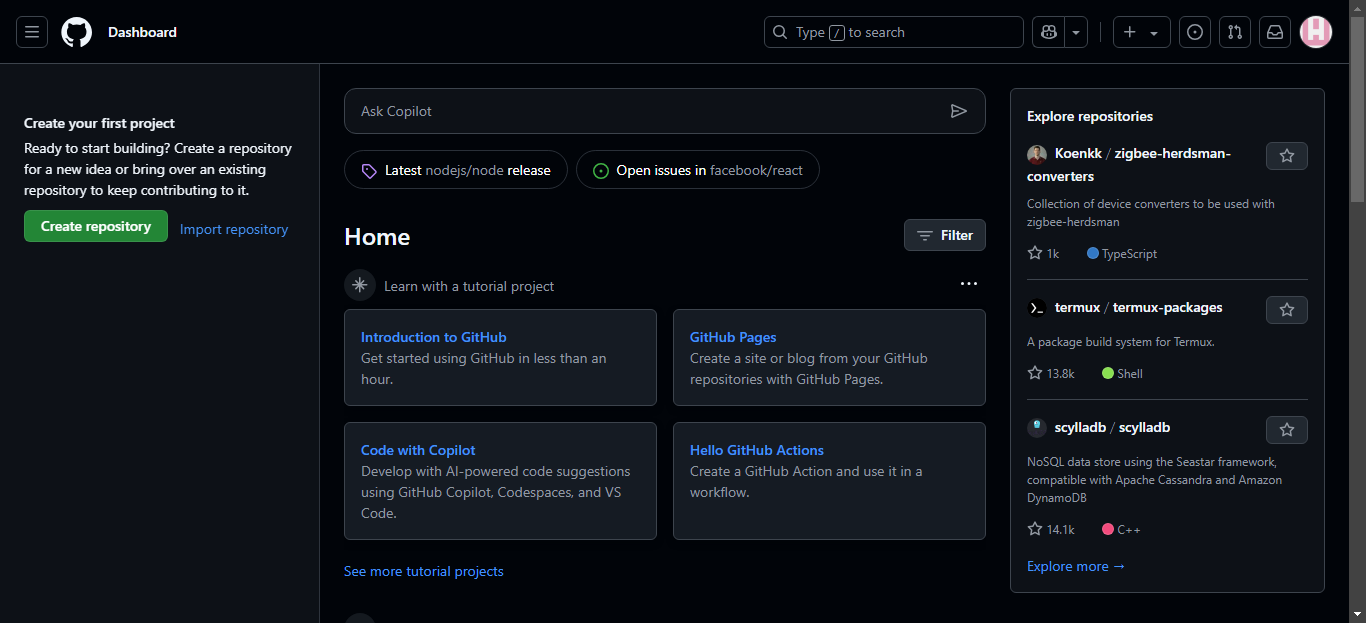 Dashboard
Type / to search
Create your first project
Ready to start building? Create a repository
for a new idea or bring over an existing
repository to keep contributing to it.
Create repository
Import repository
Ask Copilot
Latest nodejs/node release
Open issues in facebook/react
Home
Filter
Learn with a tutorial project
Introduction to GitHub
Get started using GitHub in less than an
hour.
GitHub Pages
Create a site or blog from your GitHub
repositories with GitHub Pages.
Code with Copilot
Develop with AI-powered code suggestions
using GitHub Copilot, Codespaces, and VS
Code.
Hello GitHub Actions
Create a GitHub Action and use it in a
workflow.
See more tutorial projects
Explore repositories
Koenkk / zigbee-herdsman-
converters
Collection of device converters to be used with
zigbee-herdsman
1k
TypeScript
termux / termux-packages
A package build system for Termux.
13.8k
Shell
scylladb / scylladb
NoSQL data store using the Seastar framework,
compatible with Apache Cassandra and Amazon
DynamoDB
14.1k
C++
Explore more →